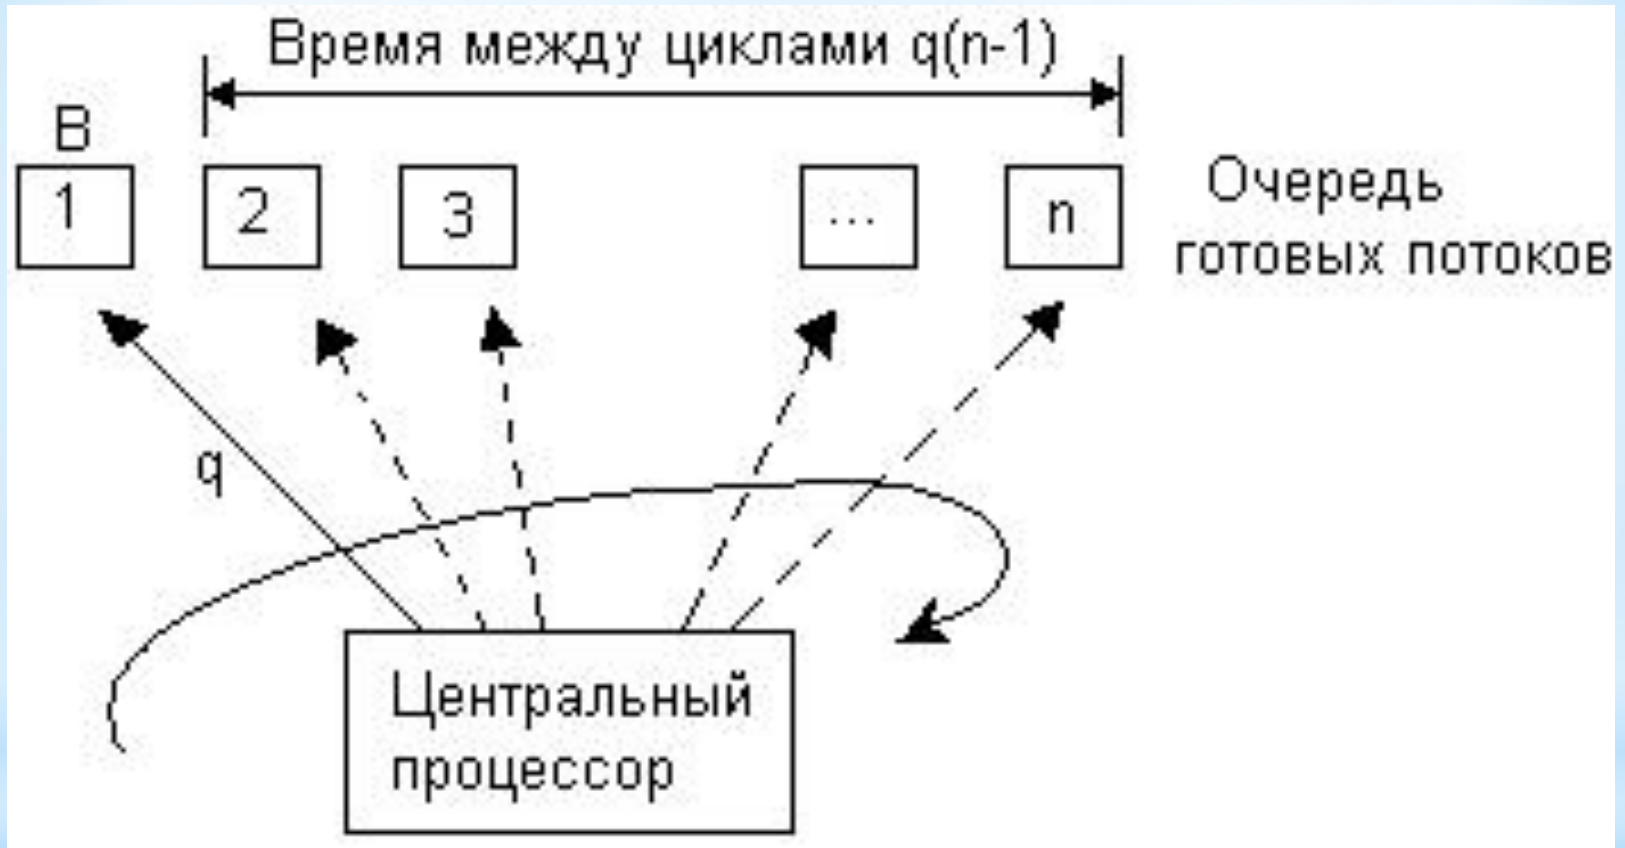 Время между циклами q(n-1)
В
1
2
3
...
n
Очередь
готовых потоков
q
Центральный
процессор